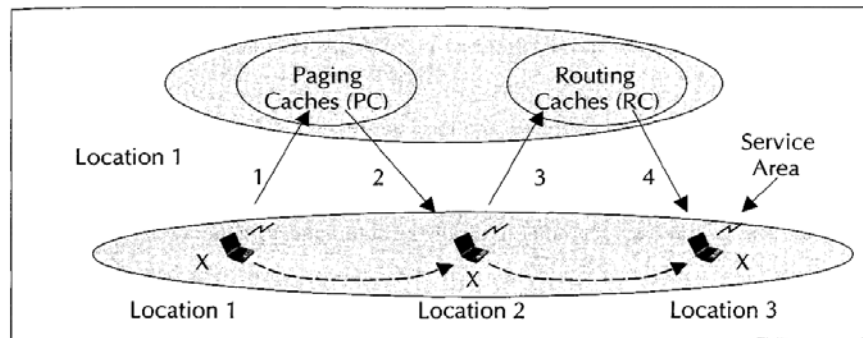 Paging
Caches (PC)
Routing
Caches (RC)
Location 1
1
2
3
4
Service
Area
X
X
X
Location 1
Location 2
Location 3